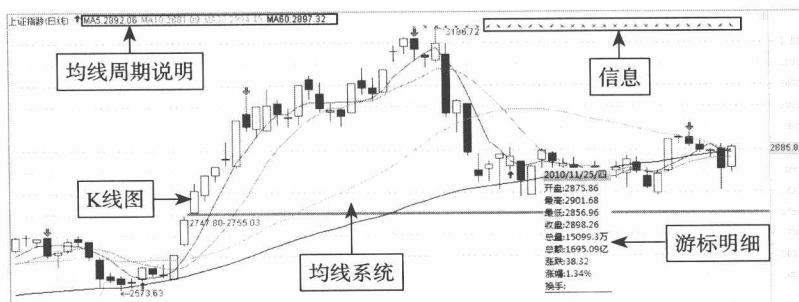 上证指数(日线) MA5:2892.06 MA60:2897.32
3186.72
均线周期说明
信息
2885.8
2010/11/25/四
开盘:2875.86
K线图
最高:2901.68
最低:2856.96
2747.80-2755.03
收盘:2898.26
总量:15099.3万
游标明细
均线系统
总额:1695.09亿
涨跌:38.32
涨幅:1.34%
←2573.63
换手: